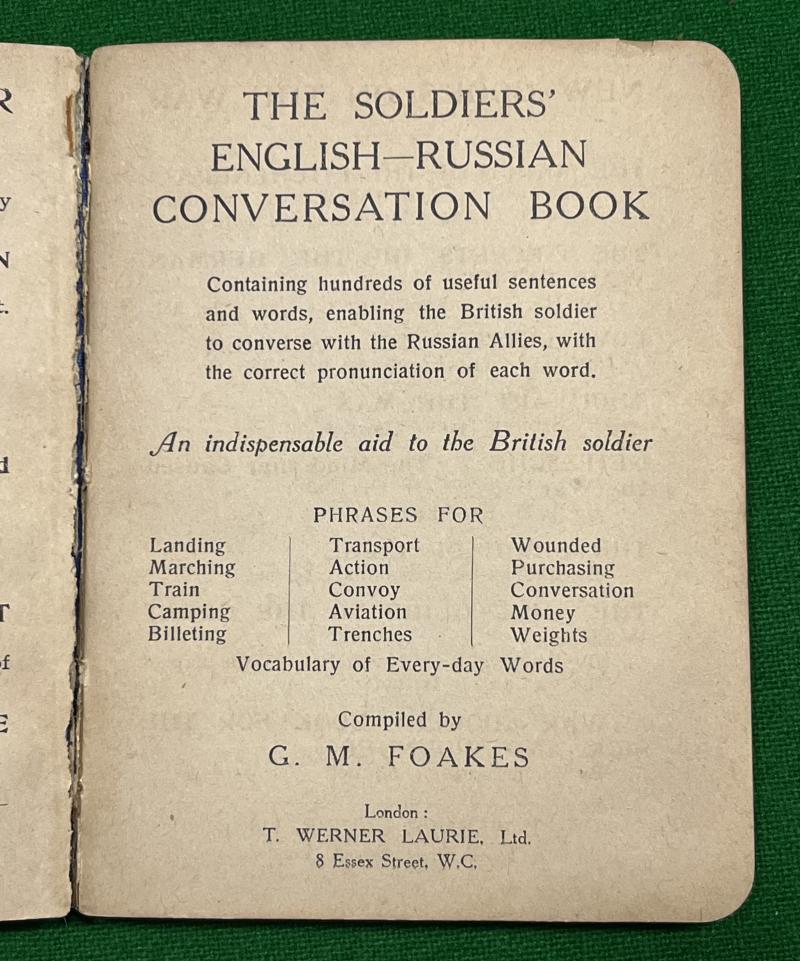 THE SOLDIERS'
ENGLISH—RUSSIAN
CONVERSATION BOOK
Containing hundreds of useful sentences
and words, enabling the British soldier
to converse with the Russian Allies, with
the correct pronunciation of each word.
An indispensable aid to the British soldier
PHRASES FOR
Landing
Marching
Train
Camping
Billeting
Transport
Action
Convoy
Aviation
Trenches
Wounded
Purchasing
Conversation
Money
Weights
Vocabulary of Every-day Words
Compiled by
G. M. FOAKES
London :
T. WERNER LAURIE, Ltd.
8 Essex Street, W.C.